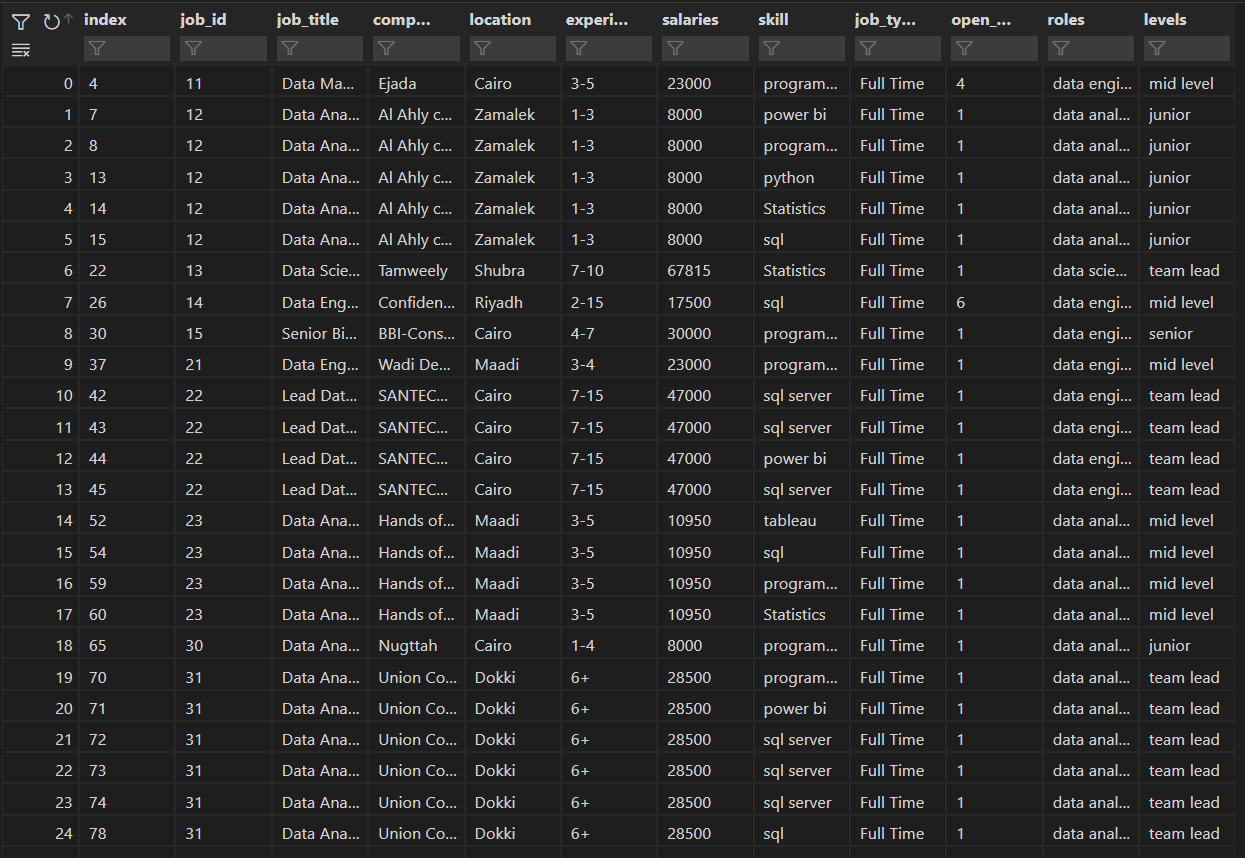 index job_id job_title comp... location experi... salaries skill job_ty... open_... roles levels
0 4 11 Data Ma... Ejada Cairo 3-5 23000 program... Full Time 4 data engi... mid level
1 7 12 Data Ana... Al Ahly c... Zamalek 1-3 8000 power bi Full Time 1 data anal... junior
2 8 12 Data Ana... Al Ahly c... Zamalek 1-3 8000 program... Full Time 1 data anal... junior
3 13 12 Data Ana... Al Ahly c... Zamalek 1-3 8000 python Full Time 1 data anal... junior
4 14 12 Data Ana... Al Ahly c... Zamalek 1-3 8000 Statistics Full Time 1 data anal... junior
5 15 12 Data Ana... Al Ahly c... Zamalek 1-3 8000 sql Full Time 1 data anal... junior
6 22 13 Data Scie... Tamweely Shubra 7-10 67815 Statistics Full Time 1 data scie... team lead
7 26 14 Data Eng... Confiden... Riyadh 2-15 17500 sql Full Time 6 data engi... mid level
8 30 15 Senior Bi... BBI-Cons... Cairo 4-7 30000 program... Full Time 1 data engi... senior
9 37 21 Data Eng... Wadi De... Maadi 3-4 23000 program... Full Time 1 data engi... mid level
10 42 22 Lead Dat... SANTEC... Cairo 7-15 47000 sql server Full Time 1 data engi... team lead
11 43 22 Lead Dat... SANTEC... Cairo 7-15 47000 sql server Full Time 1 data engi... team lead
12 44 22 Lead Dat... SANTEC... Cairo 7-15 47000 power bi Full Time 1 data engi... team lead
13 45 22 Lead Dat... SANTEC... Cairo 7-15 47000 sql server Full Time 1 data engi... team lead
14 52 23 Data Ana... Hands of... Maadi 3-5 10950 tableau Full Time 1 data anal... mid level
15 54 23 Data Ana... Hands of... Maadi 3-5 10950 sql Full Time 1 data anal... mid level
16 59 23 Data Ana... Hands of... Maadi 3-5 10950 program... Full Time 1 data anal... mid level
17 60 23 Data Ana... Hands of... Maadi 3-5 10950 Statistics Full Time 1 data anal... mid level
18 65 30 Data Ana... Nugttah Cairo 1-4 8000 program... Full Time 1 data anal... junior
19 70 31 Data Ana... Union Co... Dokki 6+ 28500 program... Full Time 1 data anal... team lead
20 71 31 Data Ana... Union Co... Dokki 6+ 28500 power bi Full Time 1 data anal... team lead
21 72 31 Data Ana... Union Co... Dokki 6+ 28500 sql server Full Time 1 data anal... team lead
22 73 31 Data Ana... Union Co... Dokki 6+ 28500 sql server Full Time 1 data anal... team lead
23 74 31 Data Ana... Union Co... Dokki 6+ 28500 sql server Full Time 1 data anal... team lead
24 78 31 Data Ana... Union Co... Dokki 6+ 28500 sql Full Time 1 data anal... team lead